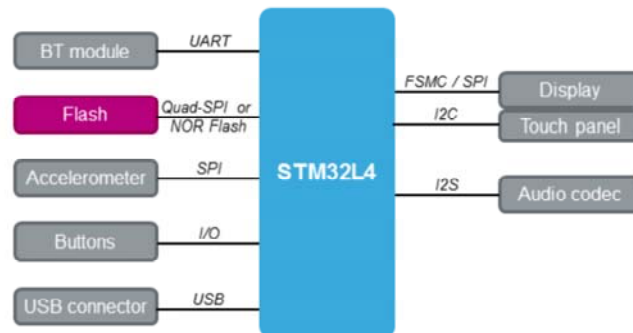 BT module
UART
Flash
Quad-SPI or
NOR Flash
Accelerometer
SPI
Buttons
I/O
USB connector
USB
STM32L4
FSMC / SPI
Display
I2C
Touch panel
I2S
Audio codec